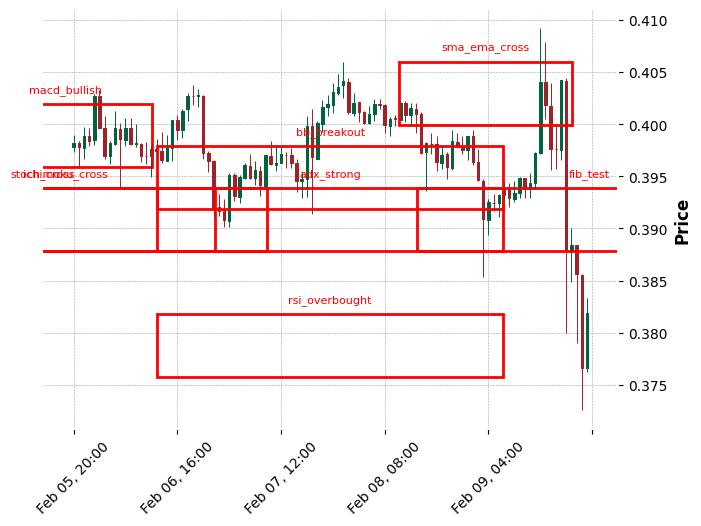 0.410
sma_ema_cross
0.405
macd_bullish
0.400
bb_breakout
0.395
adx_strong
fib_test
0.390
Price
0.385
rsi_overbought
0.380
0.375
Feb 05, 20:00
Feb 06, 16:00
Feb 07, 12:00
Feb 08, 08:00
Feb 09, 04:00